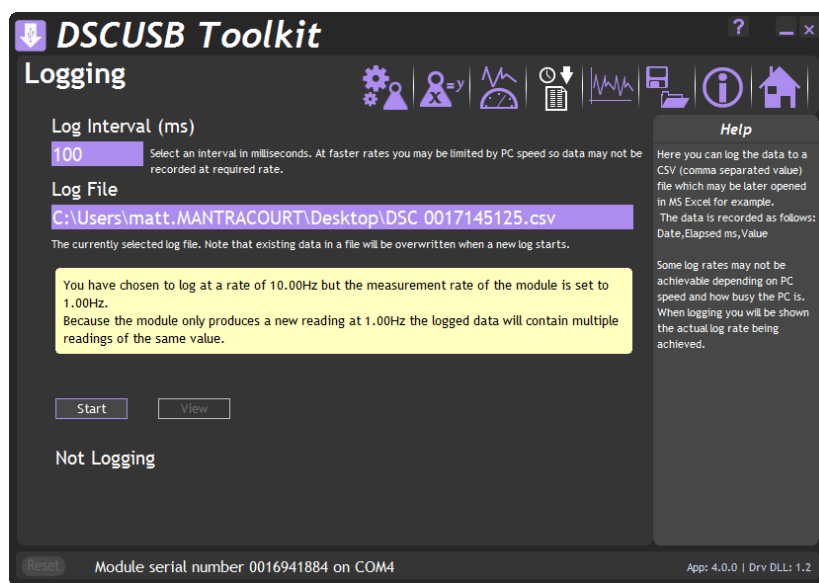 DSCUSB Toolkit
?
Logging
X=y
Log Interval (ms)
100
Select an interval in milliseconds. At faster rates you may be limited by PC speed so data may not be
recorded at required rate.
Log File
C:\Users\matt.MANTRACOURT\Desktop\DSC 0017145125.csv
The currently selected log file. Note that existing data in a file will be overwritten when a new log starts.
You have chosen to log at a rate of 10.00Hz but the measurement rate of the module is set to
1.00Hz.
Because the module only produces a new reading at 1.00Hz the logged data will contain multiple
readings of the same value.
Start
View
Not Logging
Help
Here you can log the data to a
CSV (comma separated value)
file which may be later opened
in MS Excel for example.
The data is recorded as follows:
Date,Elapsed ms,Value
Some log rates may not be
achievable depending on PC
speed and how busy the PC is.
When logging you will be shown
the actual log rate being
achieved.
Reset
Module serial number 0016941884 on COM4
App: 4.0.0 | Drv DLL: 1.2